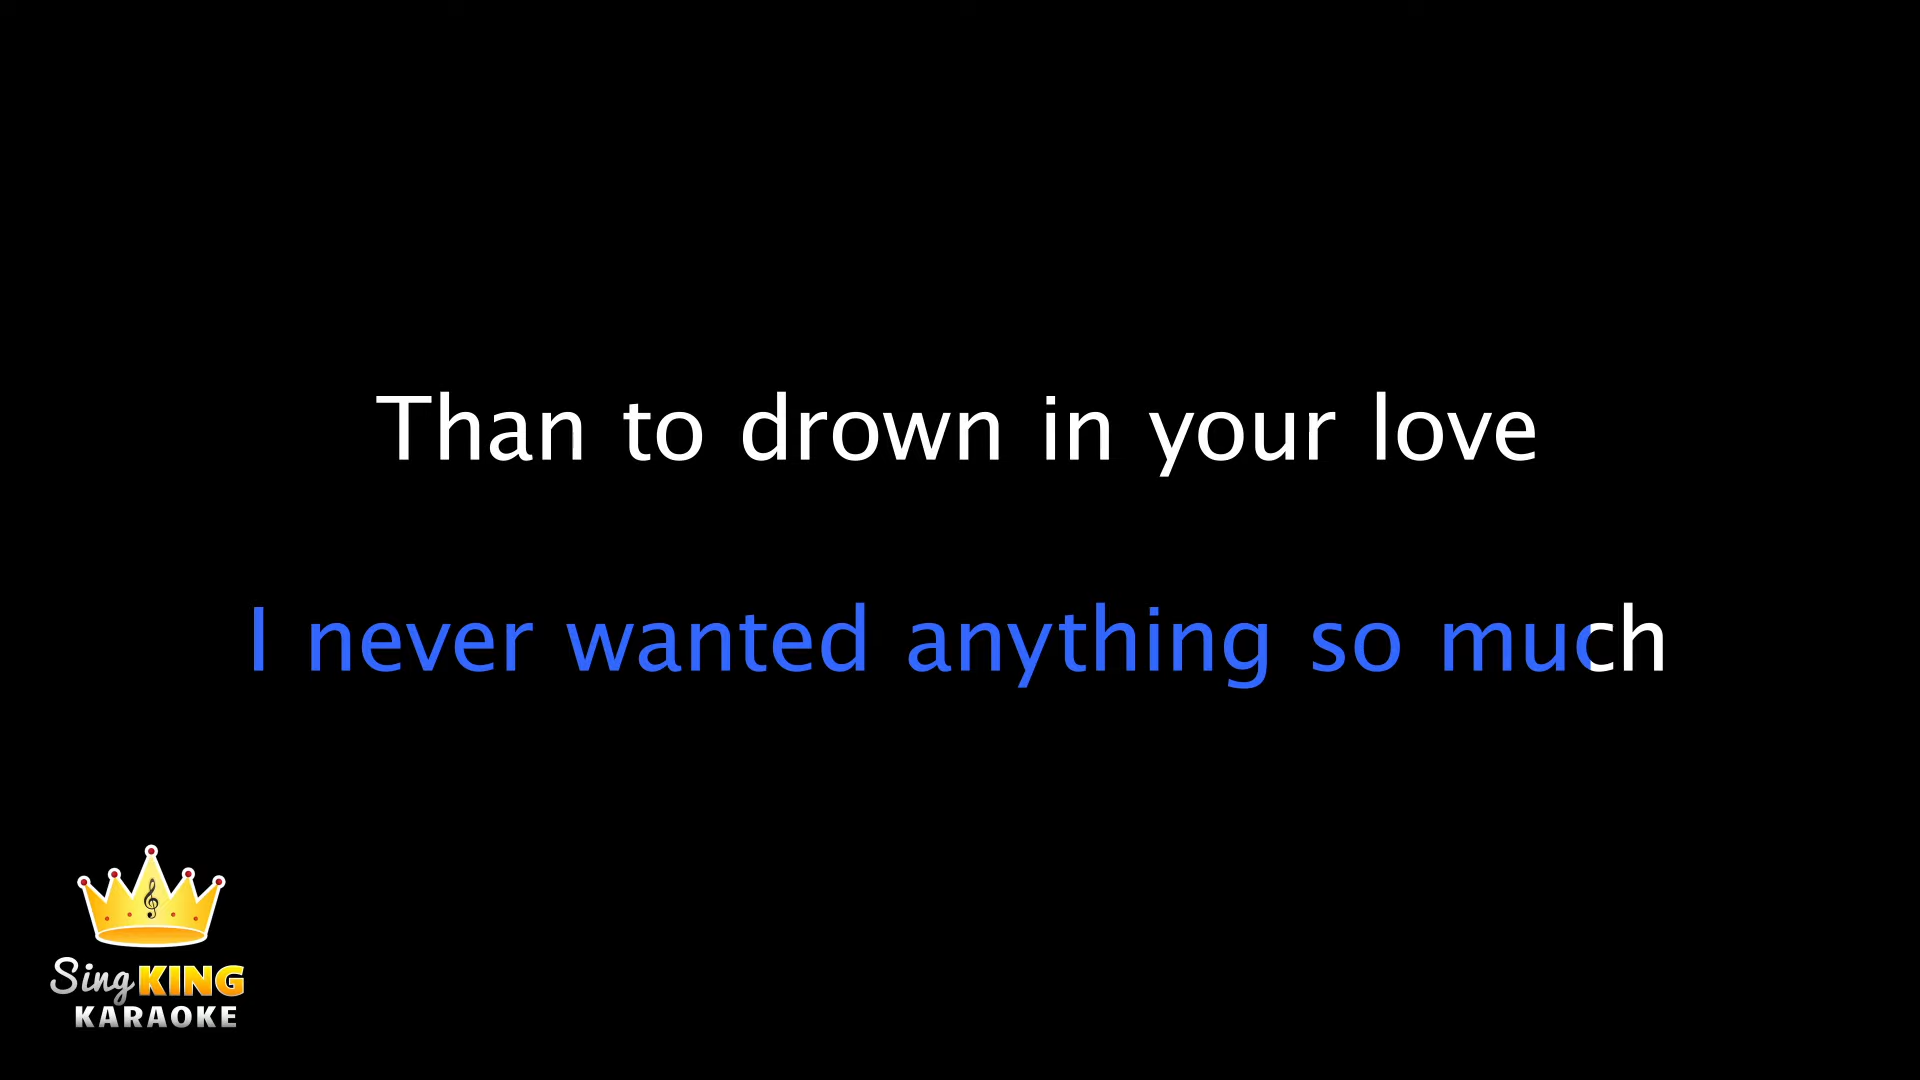 Than to drown in your love
I never wanted anything so much
Sing KING
KARAOKE